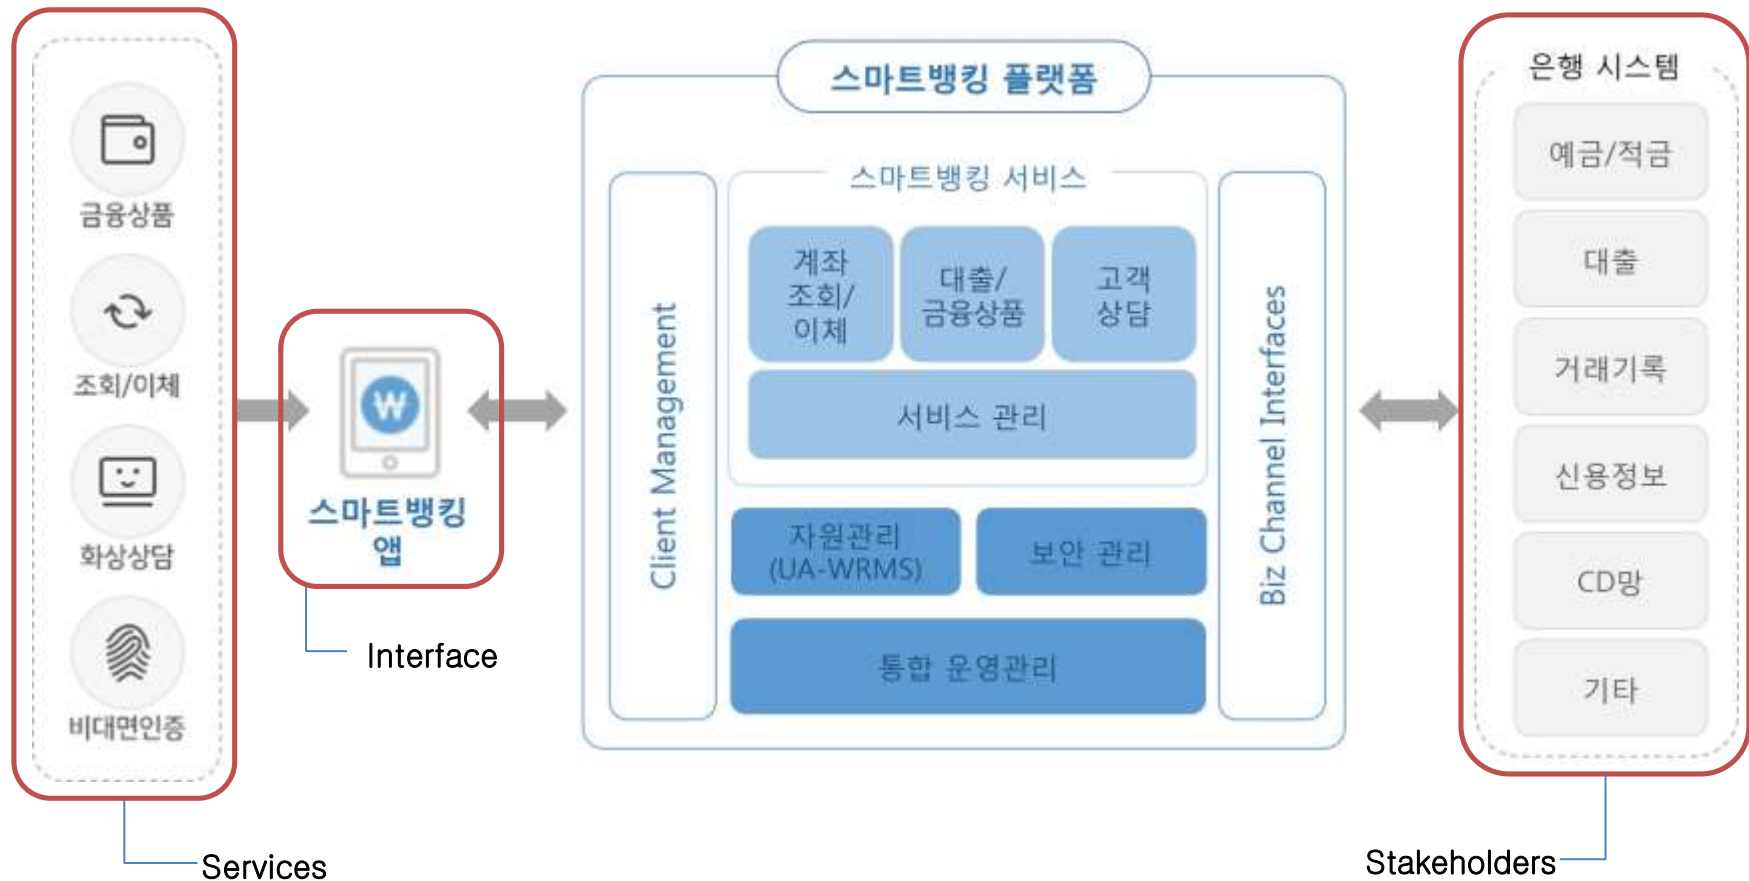 금융상품
조회/이체
화상상담
비대면인증
Services
W
스마트뱅킹
앱
Interface
스마트뱅킹 플랫폼
Client Management
스마트뱅킹 서비스
계좌
조회/
이체
대출/
금융상품
고객
상담
서비스 관리
자원관리
(UA-WRMS)
보안 관리
통합 운영관리
Biz Channel Interfaces
은행 시스템
예금/적금
대출
거래기록
신용정보
CD망
기타
Stakeholders